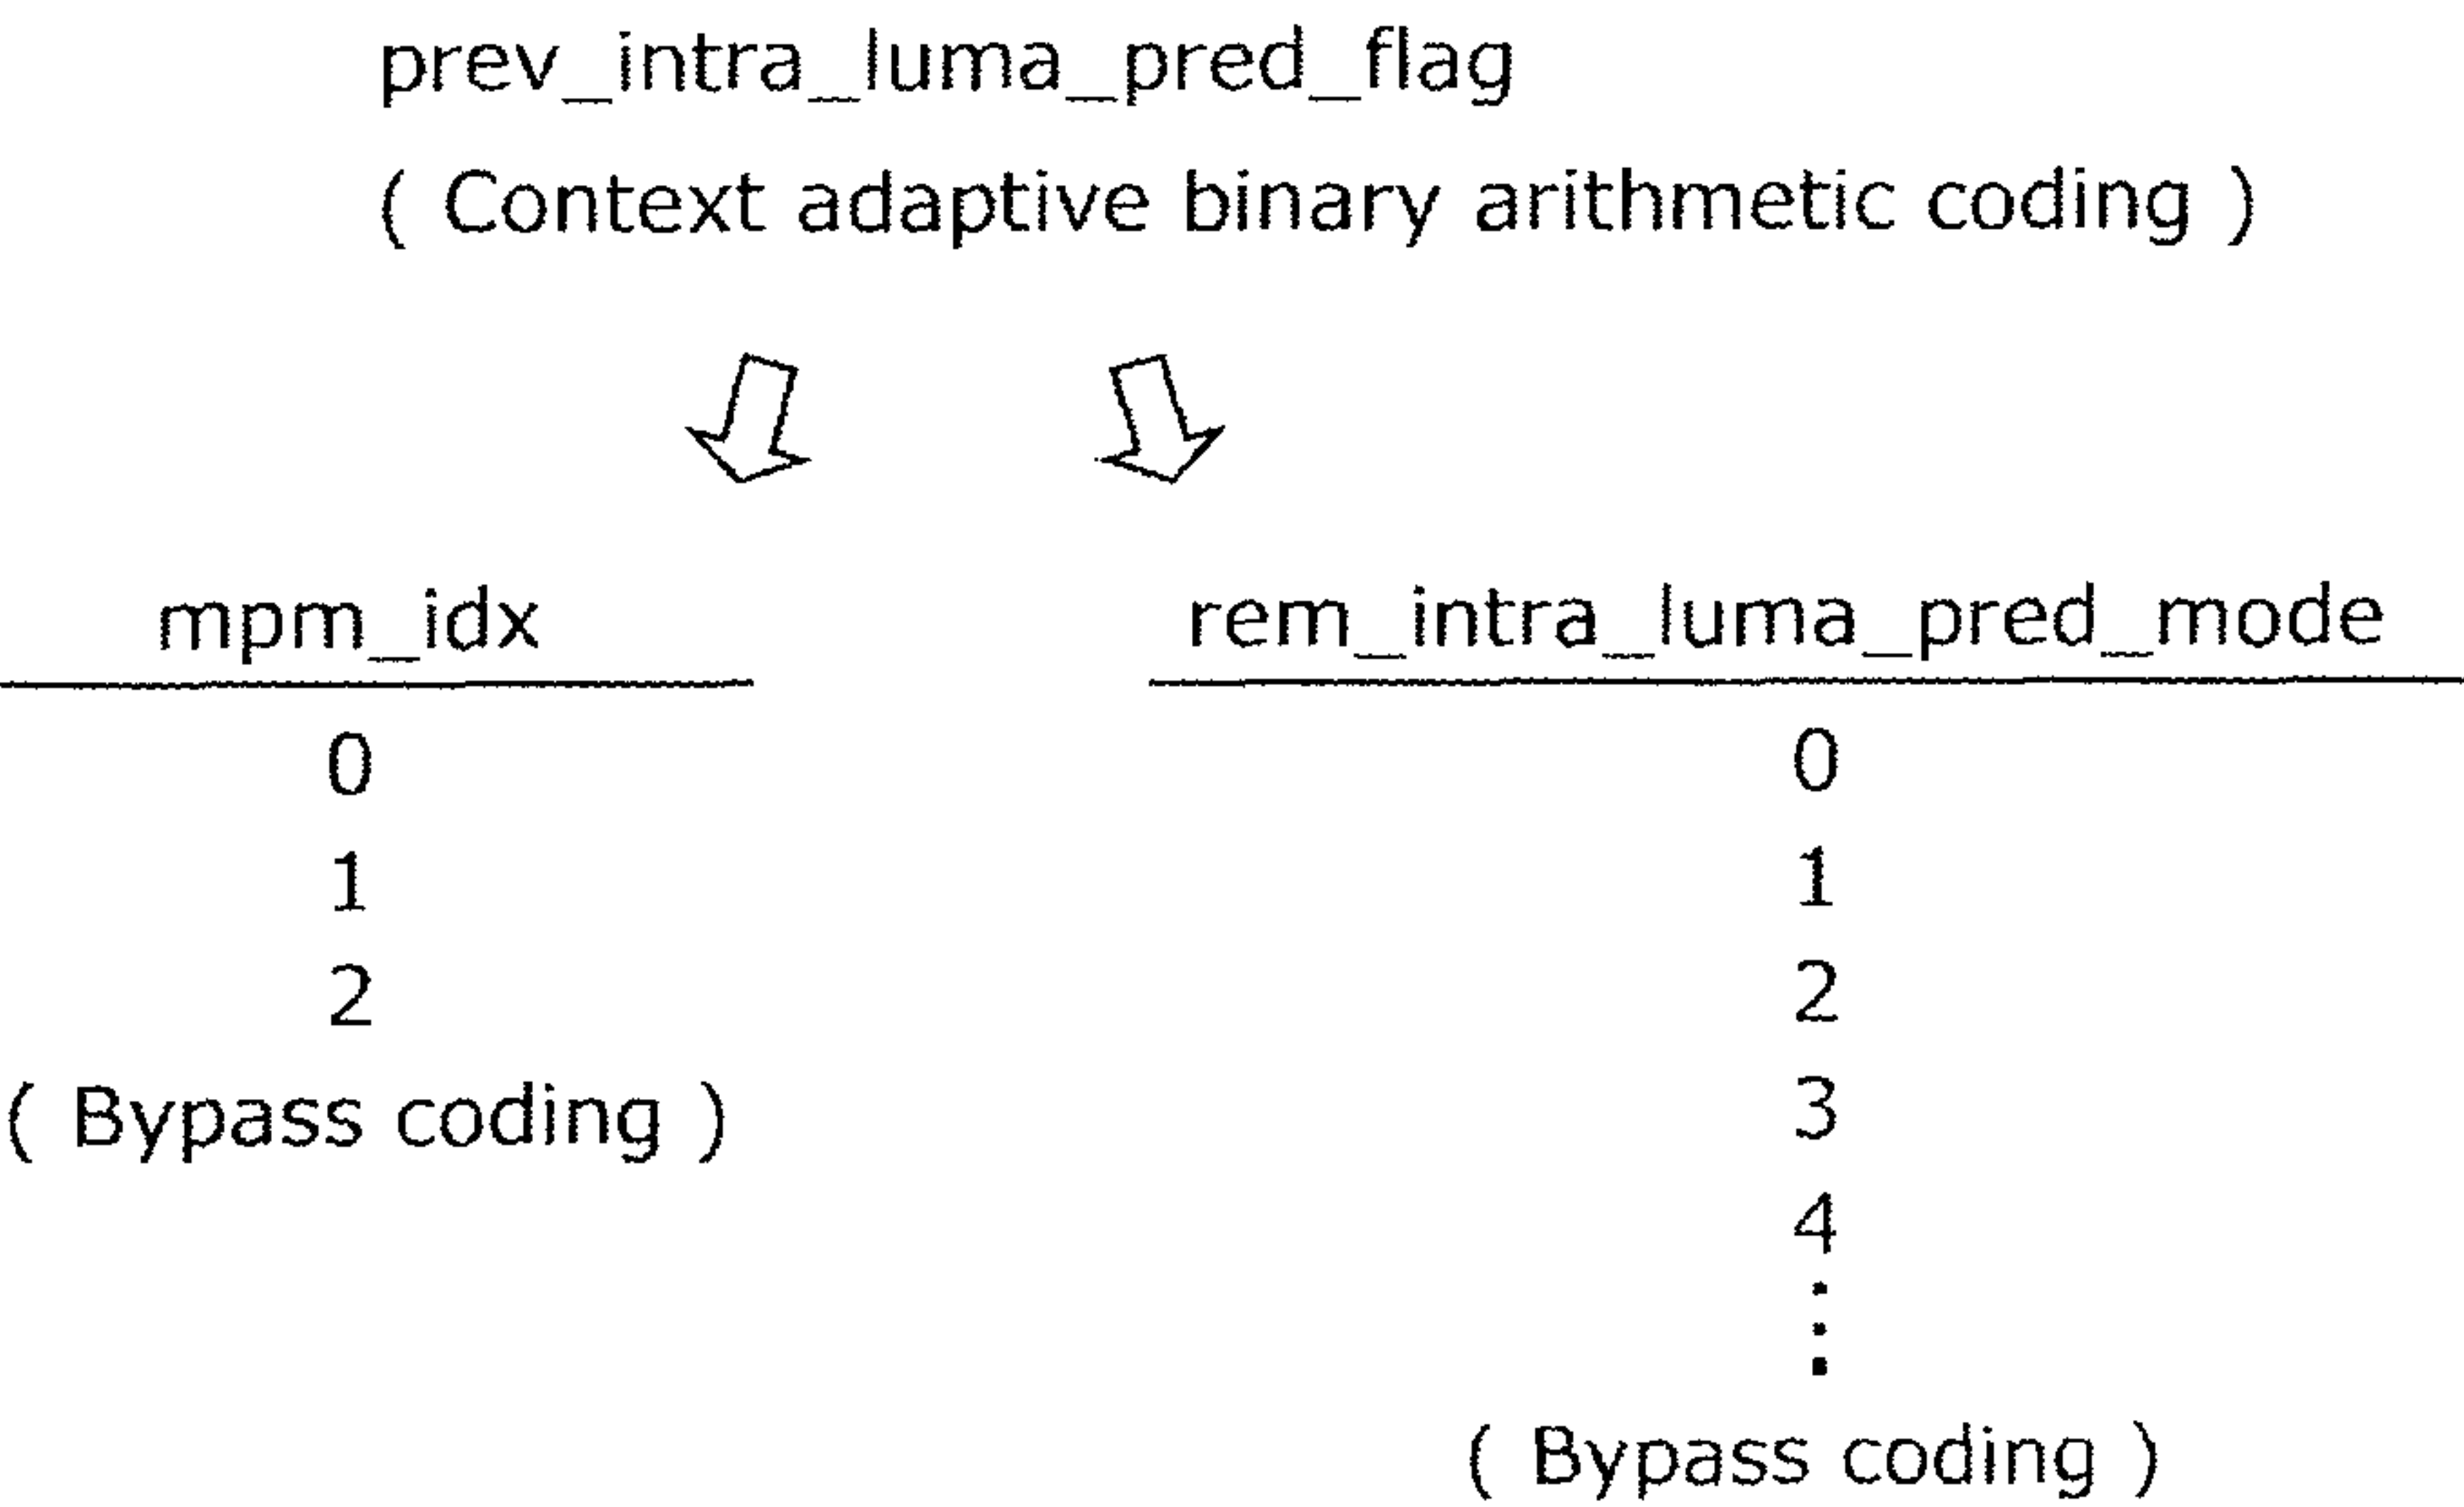 prev_intra_luma_pred_flag
( Context adaptive binary arithmetic coding )
mpm_idx
0
1
2
( Bypass coding )
rem_intra_luma_pred_mode
0
1
2
3
4
( Bypass coding )